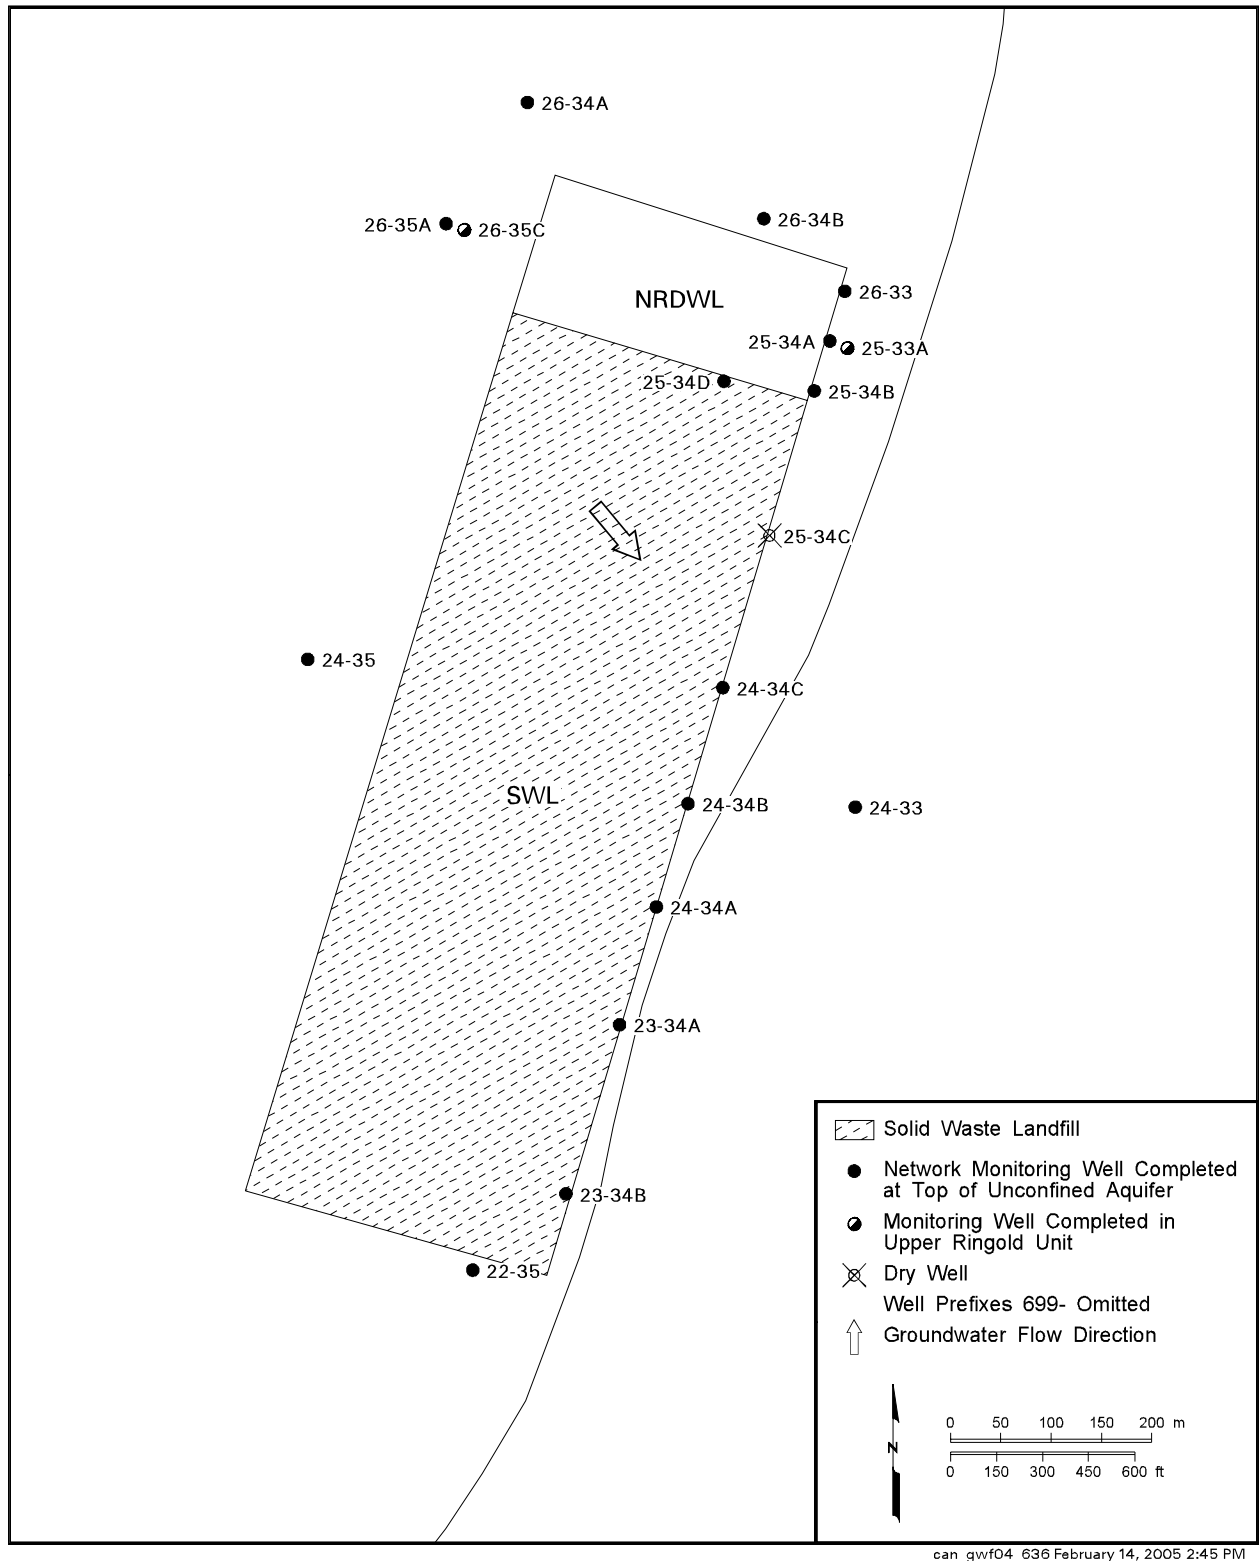 26-34A
26-35A
26-35C
26-34B
NRDWL
26-33
25-34A
25-33A
25-34D
25-34B
25-34C
24-35
24-34C
SWL
24-34B
24-33
24-34A
23-34A
23-34B
22-35
Solid Waste Landfill
Network Monitoring Well Completed
at Top of Unconfined Aquifer
Monitoring Well Completed in
Upper Ringold Unit
Dry Well
Well Prefixes 699- Omitted
Groundwater Flow Direction
N
0 50 100 150 200 m
0 150 300 450 600 ft
can_gwf04_636 February 14, 2005 2:45 PM